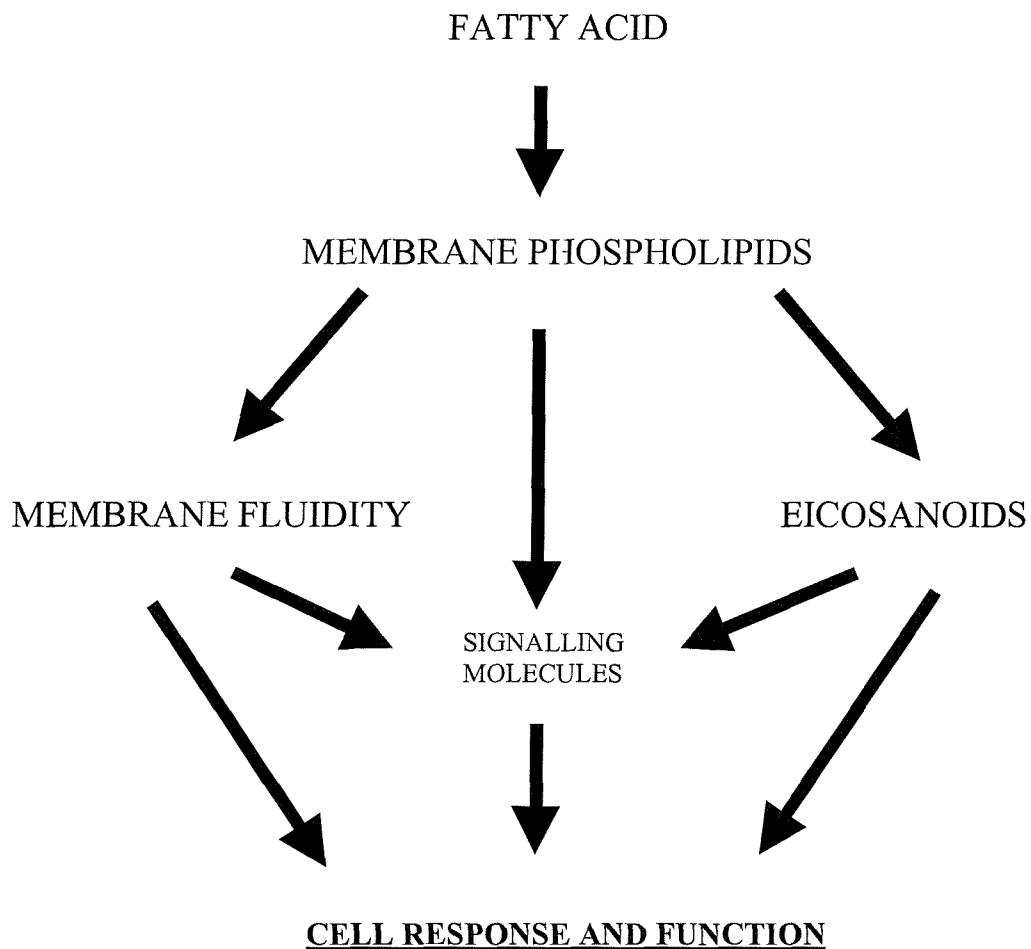 FATTY ACID
MEMBRANE PHOSPHOLIPIDS
MEMBRANE FLUIDITY
EICOSANOIDS
SIGNALLING
MOLECULES
CELL RESPONSE AND FUNCTION